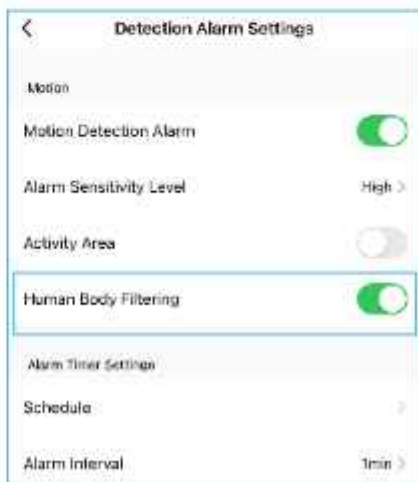 Detection Alarm Settings
Motion
Motion Detection Alarm
Alarm Sensitivity Level High
Activity Area
Human Body Filtering
Alarm Timer Settings
Schedule
Alarm Interval 1min